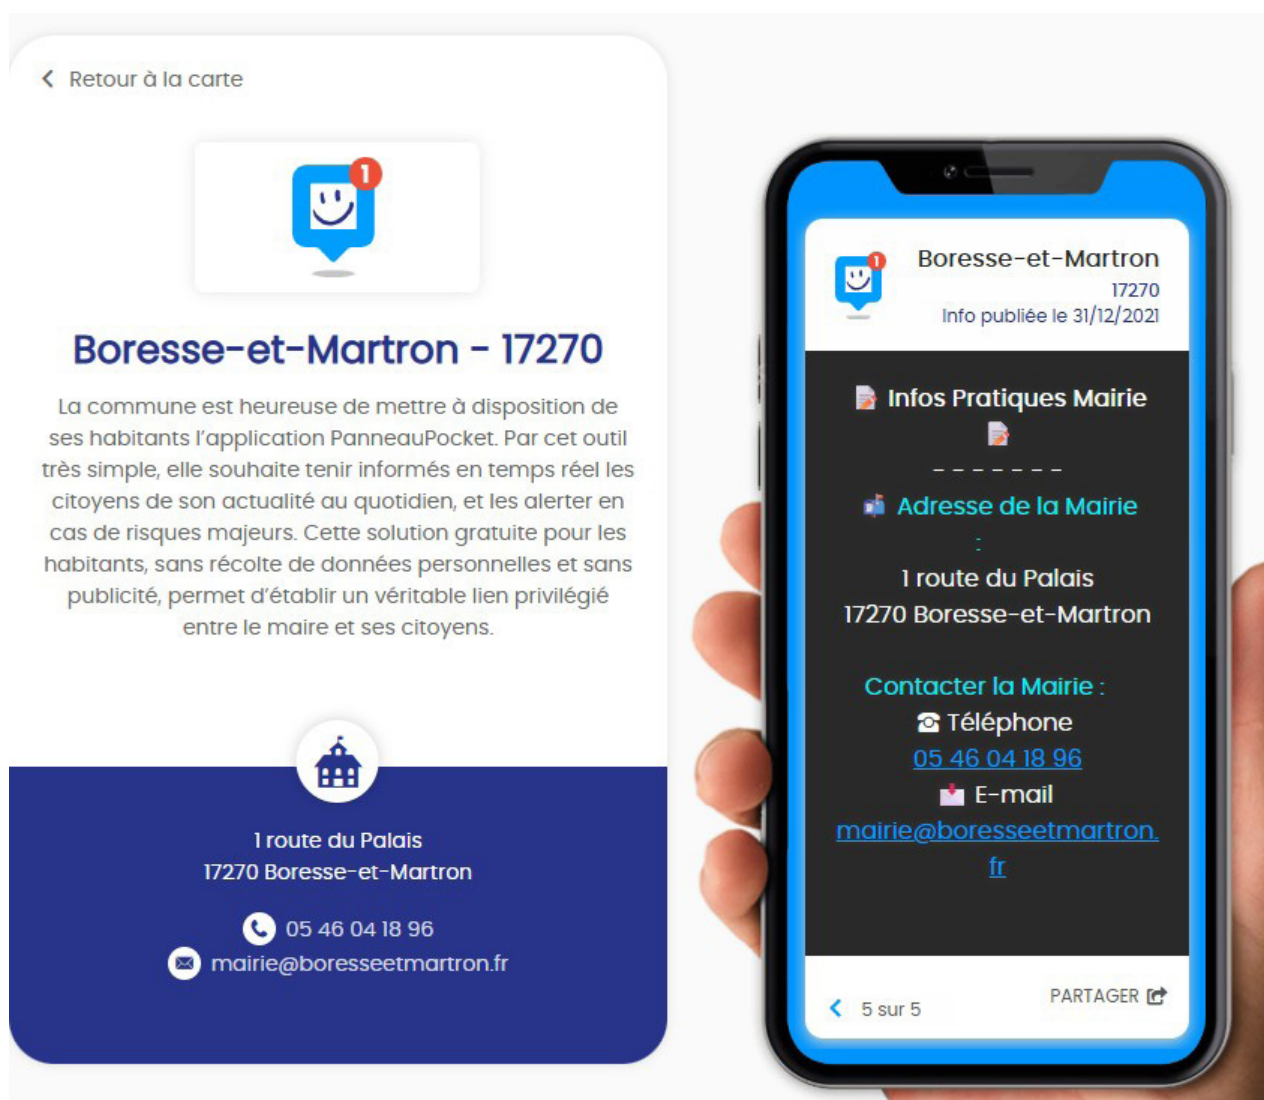 Retour à la carte
1
Boresse-et-Martron - 17270
La commune est heureuse de mettre à disposition de
ses habitants l'application PanneauPocket. Par cet outil
très simple, elle souhaite tenir informés en temps réel les
citoyens de son actualité au quotidien, et les alerter en
cas de risques majeurs. Cette solution gratuite pour les
habitants, sans récolte de données personnelles et sans
publicité, permet d'établir un véritable lien privilégié
entre le maire et ses citoyens.
1 route du Palais
17270 Boresse-et-Martron
05 46 04 18 96
mairie@boresseetmartron.fr
1
Boresse-et-Martron
17270
Info publiée le 31/12/2021
Infos Pratiques Mairie
- - - - - - -
Adresse de la Mairie
:
1 route du Palais
17270 Boresse-et-Martron
Contacter la Mairie :
Téléphone
05 46 04 18 96
E-mail
mairie@boresseetmartron.
fr
5 sur 5
PARTAGER